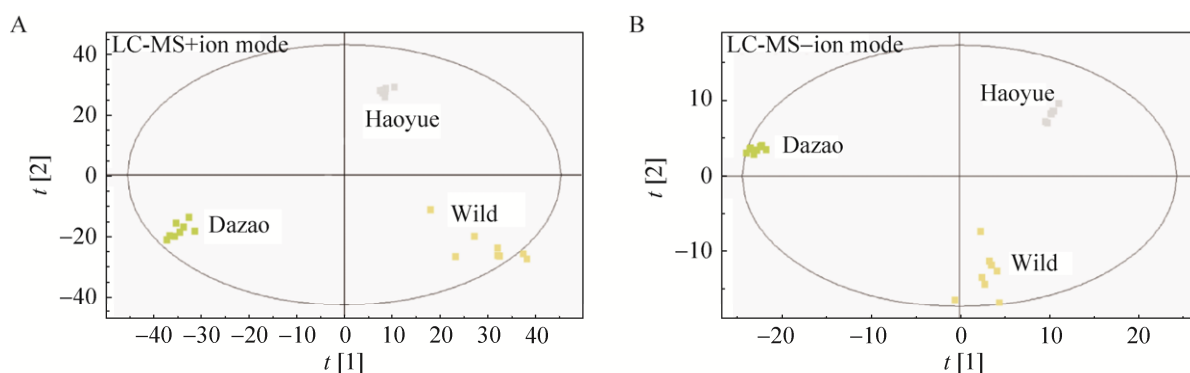 A
LC-MS+ion mode
40
20
0
−20
−40
t [2]
Haoyue
Dazao
Wild
−40 −30 −20 −10 0 10 20 30 40
t [1]
B
LC-MS−ion mode
10
0
−10
t [2]
Haoyue
Dazao
Wild
−20 −10 0 10 20
t [1]